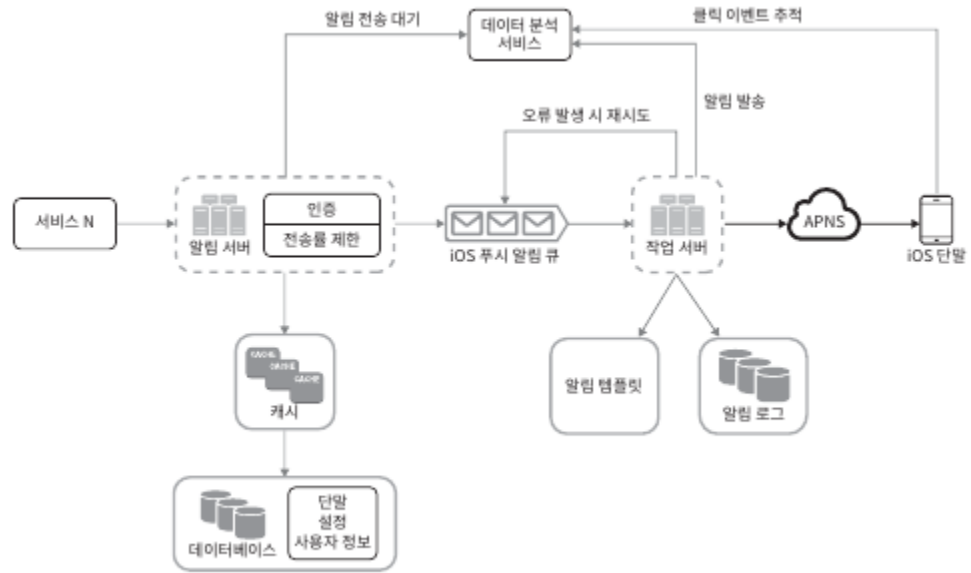 알림 전송 대기
데이터 분석
서비스
클릭 이벤트 추적
알림 발송
오류 발생 시 재시도
서비스 N
알림 서버
인증
전송률 제한
iOS 푸시 알림 큐
작업 서버
APNS
iOS 단말
CACHE
CACHE
CACHE
캐시
알림 템플릿
알림 로그
데이터베이스
단말
설정
사용자 정보